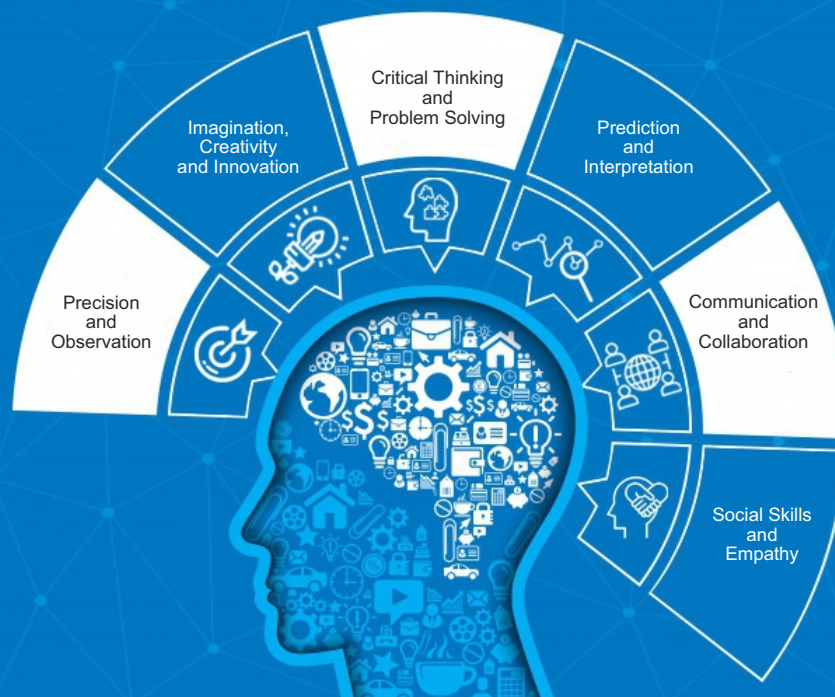 Precision
and
Observation
Imagination,
Creativity
and Innovation
Critical Thinking
and
Problem Solving
Prediction
and
Interpretation
Communication
and
Collaboration
Social Skills
and
Empathy